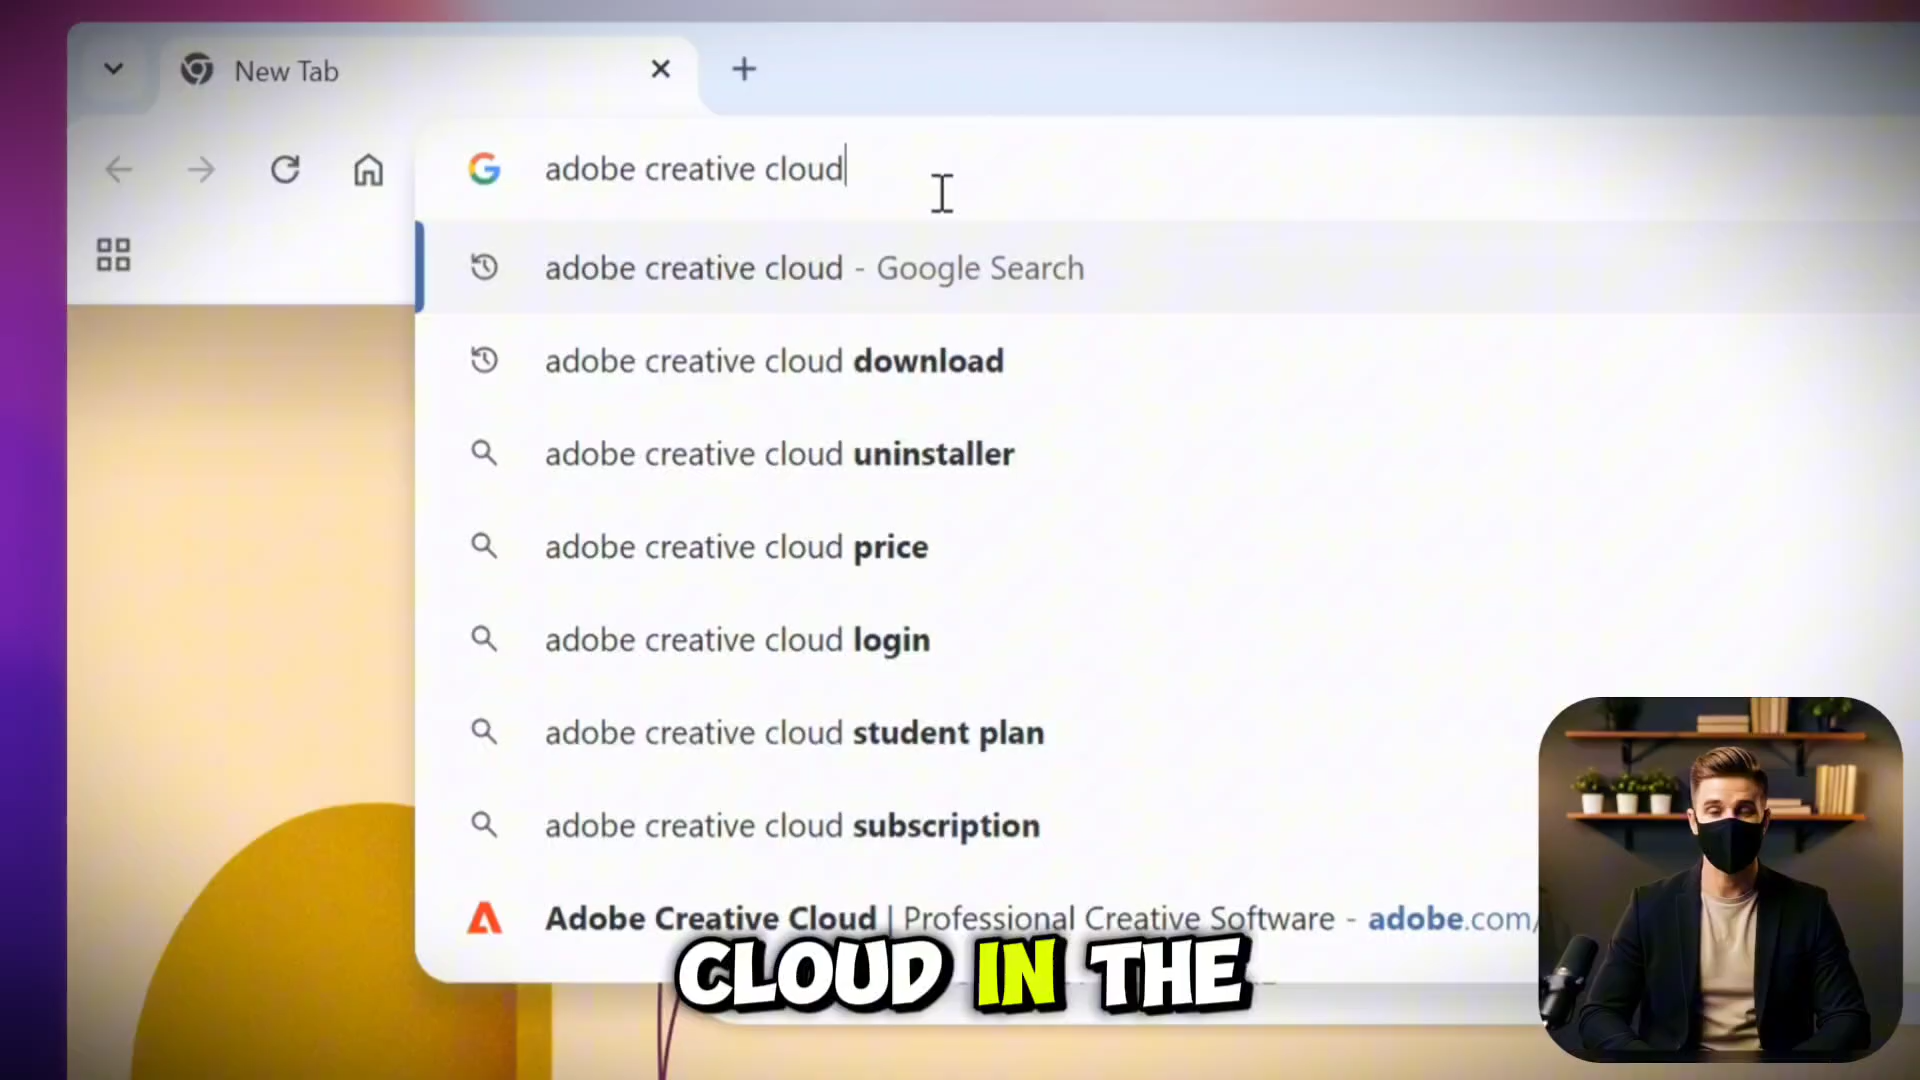 New Tab
adobe creative cloud
adobe creative cloud - Google Search
adobe creative cloud download
adobe creative cloud uninstaller
adobe creative cloud price
adobe creative cloud login
adobe creative cloud student plan
adobe creative cloud subscription
Adobe Creative Cloud | Professional Creative Software - adobe.com/
CLOUD IN THE